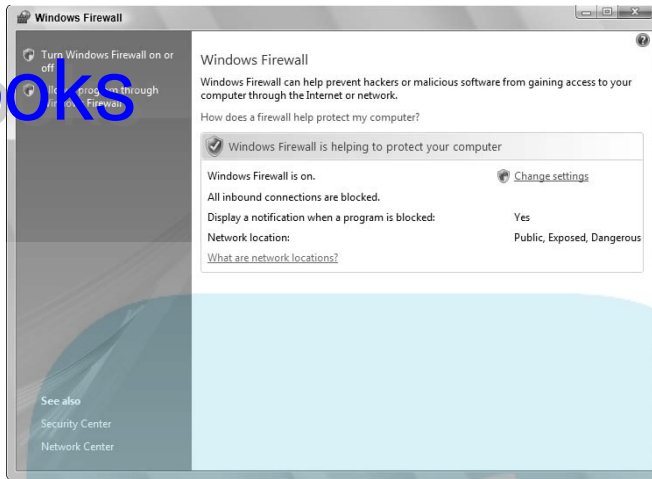 Windows Firewall
Turn Windows Firewall on or
off
program through
Firewall
ooks
Windows Firewall
Windows Firewall can help prevent hackers or malicious software from gaining access to your
computer through the Internet or network.
How does a firewall help protect my computer?
Windows Firewall is helping to protect your computer
Windows Firewall is on.
Change settings
All inbound connections are blocked.
Display a notification when a program is blocked:
Yes
Network location:
Public, Exposed, Dangerous
What are network locations?
See also
Security Center
Network Center